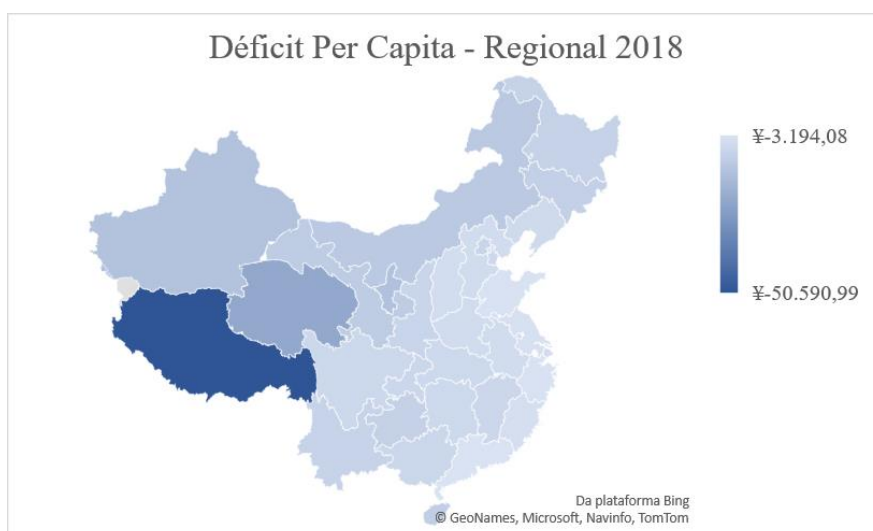 Déficit Per Capita - Regional 2018
¥-3.194,08
¥-50.590,99
Da plataforma Bing
© GeoNames, Microsoft, Navinfo, TomTom